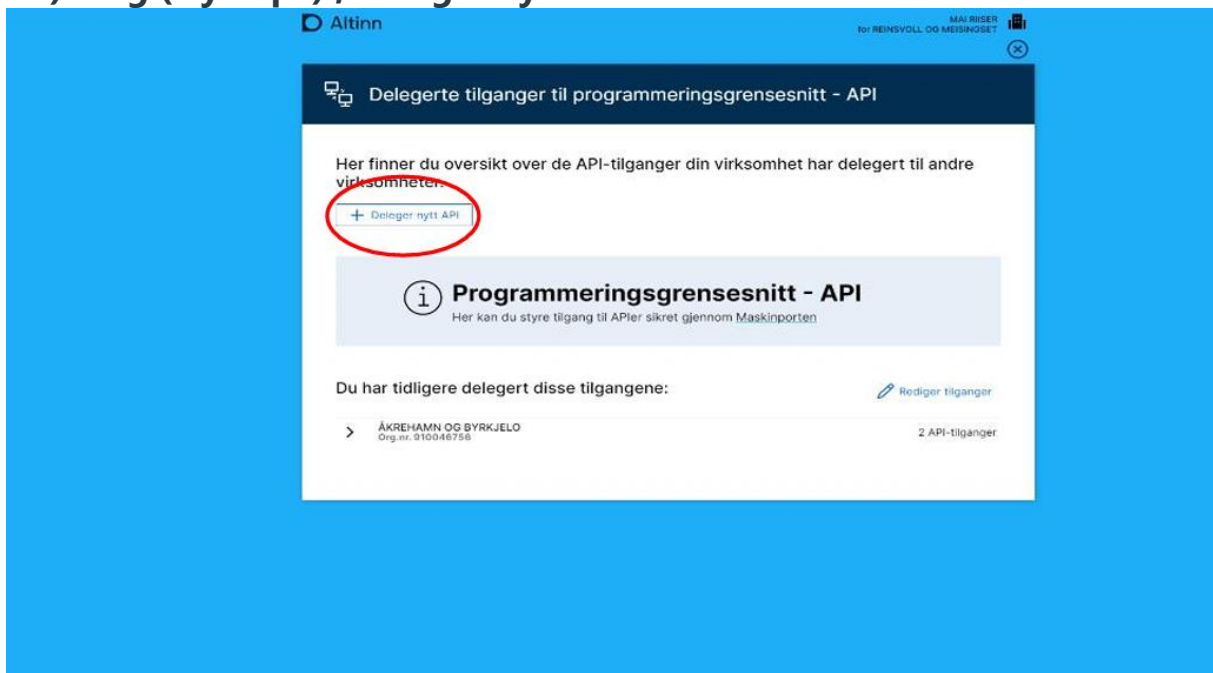 Altinn
MAI RIISER
for REINSVOLL OG MEISINGSET
Delegerte tilganger til programmeringsgrensesnitt - API
Her finner du oversikt over de API-tilganger din virksomhet har delegert til andre
virksomheter.
+ Deleger nytt API
Programmeringsgrensesnitt - API
Her kan du styre tilgang til APIer sikret gjennom Maskinporten
Du har tidligere delegert disse tilgangene:
Rediger tilganger
ÅKREHAMN OG BYRKJELO
Org.nr. 910046756
2 API-tilganger